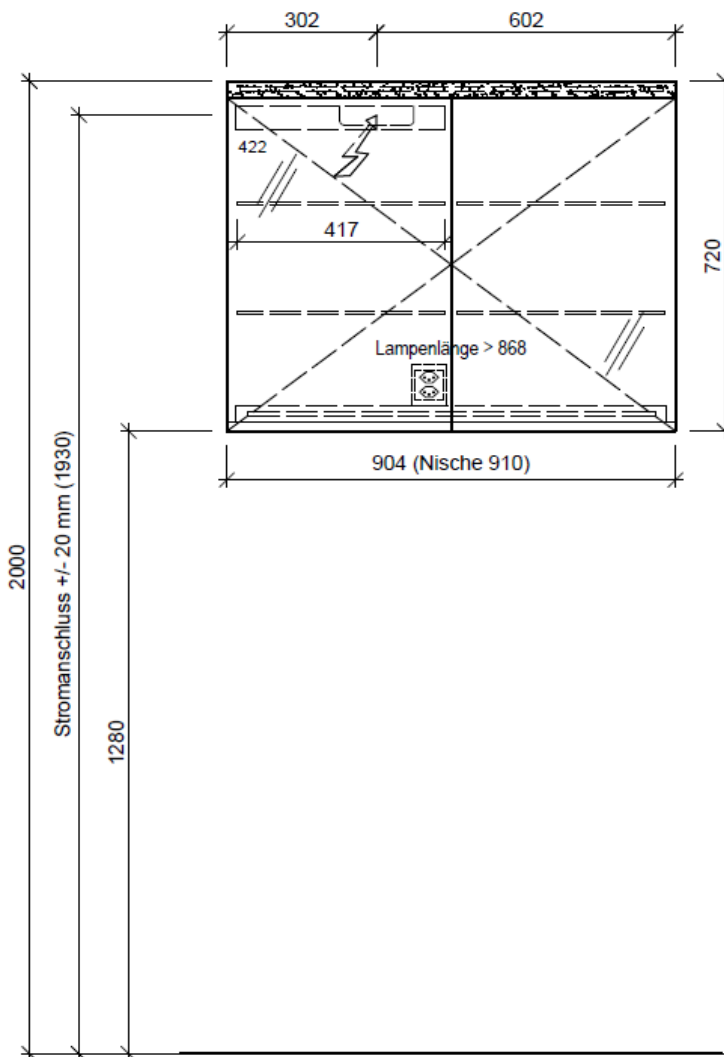 302
602
422
417
720
Lampenlänge > 868
904 (Nische 910)
2000
Stromanschluss +/- 20 mm (1930)
1280